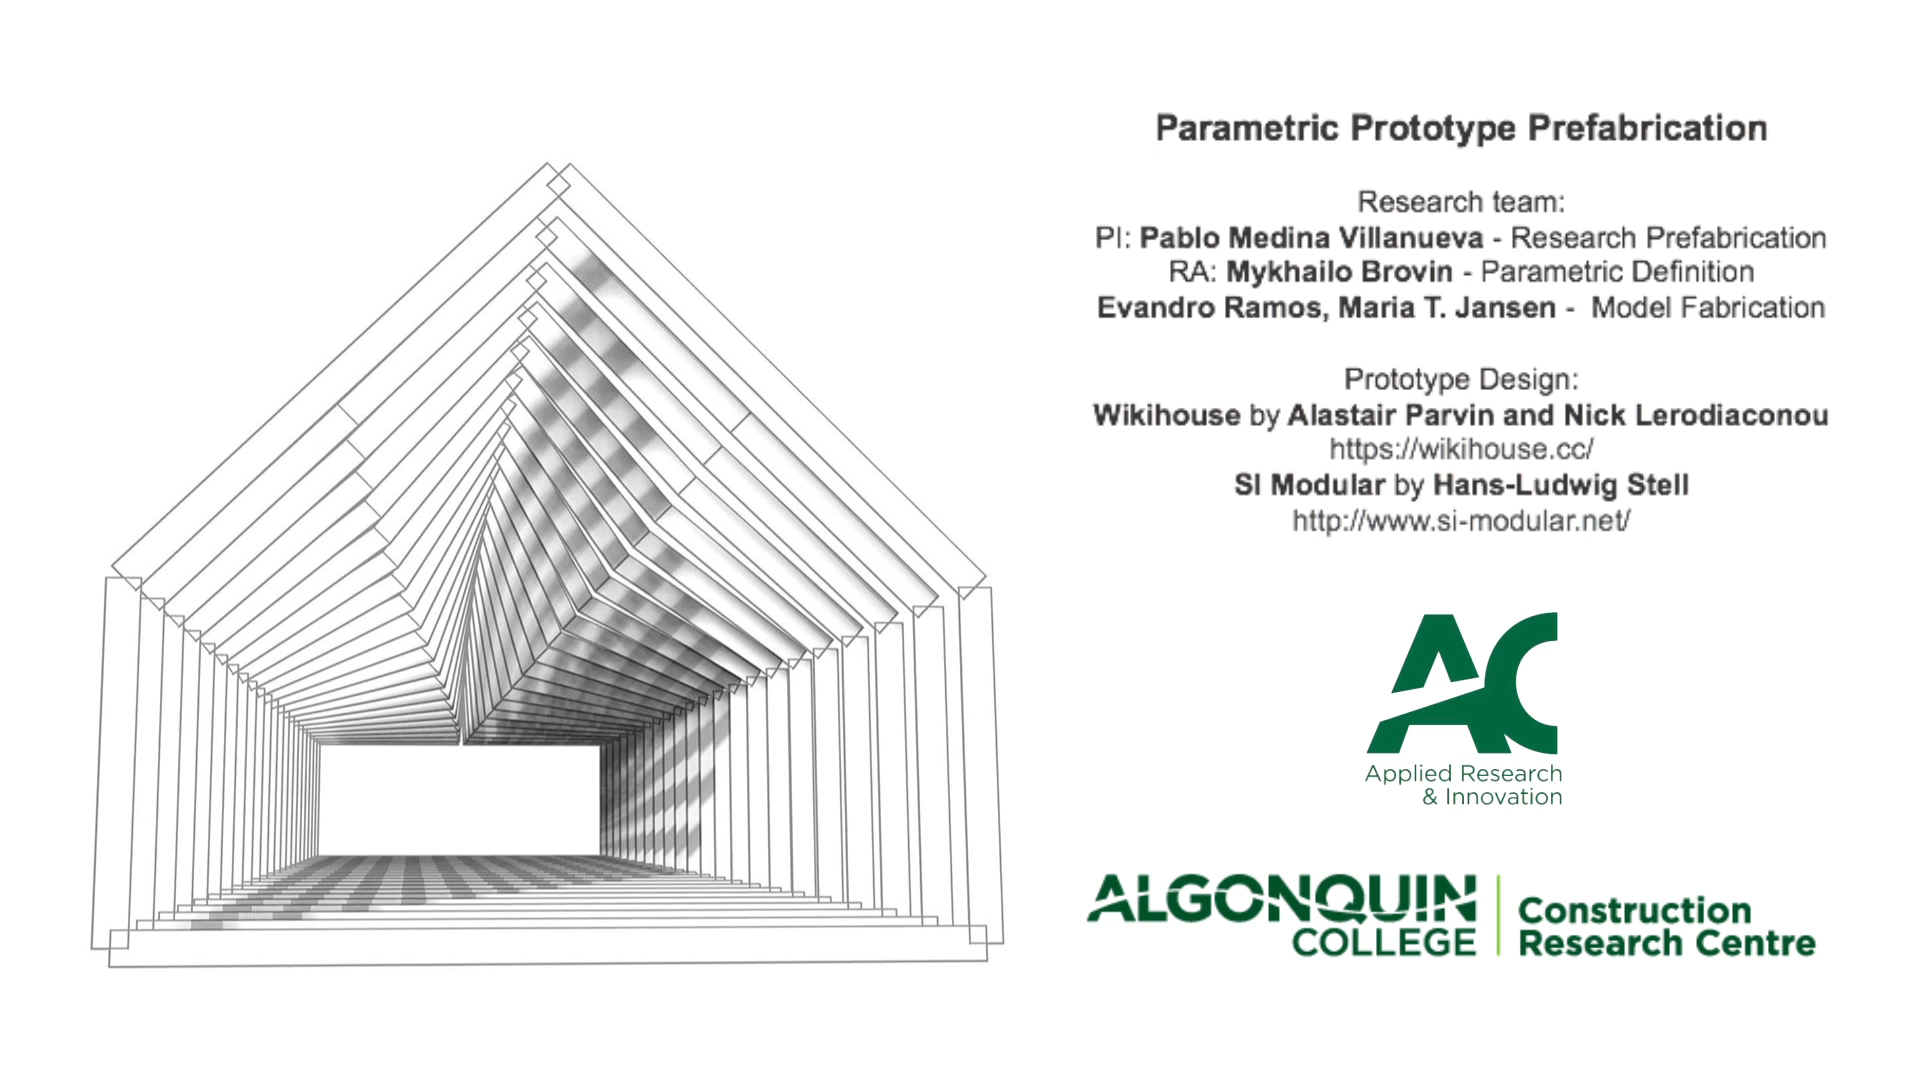 Parametric Prototype Prefabrication
Research team:
PI: Pablo Medina Villanueva - Research Prefabrication
RA: Mykhailo Brovin - Parametric Definition
Evandro Ramos, Maria T. Jansen - Model Fabrication
Prototype Design:
Wikihouse by Alastair Parvin and Nick Lerodiaconou
https://wikihouse.cc/
SI Modular by Hans-Ludwig Stell
http://www.si-modular.net/
AC
Applied Research
& Innovation
ALGONQUIN
COLLEGE
Construction
Research Centre